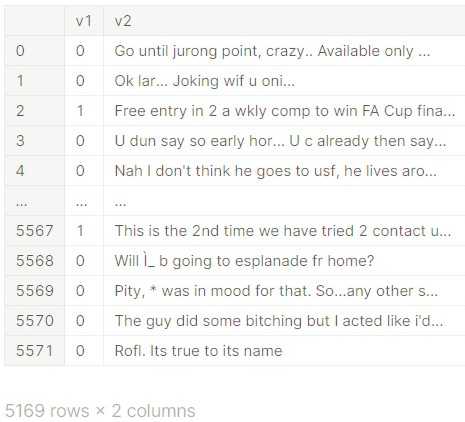 v1 v2
0 0 Go until jurong point, crazy.. Available only ...
1 0 Ok lar... Joking wif u oni...
2 1 Free entry in 2 a wkly comp to win FA Cup fina...
3 0 U dun say so early hor... U c already then say...
4 0 Nah I don't think he goes to usf, he lives aro...
... ... ...
5567 1 This is the 2nd time we have tried 2 contact u...
5568 0 Will Ì_ b going to esplanade fr home?
5569 0 Pity, * was in mood for that. So...any other s...
5570 0 The guy did some bitching but I acted like i'd...
5571 0 Rofl. Its true to its name
5169 rows × 2 columns